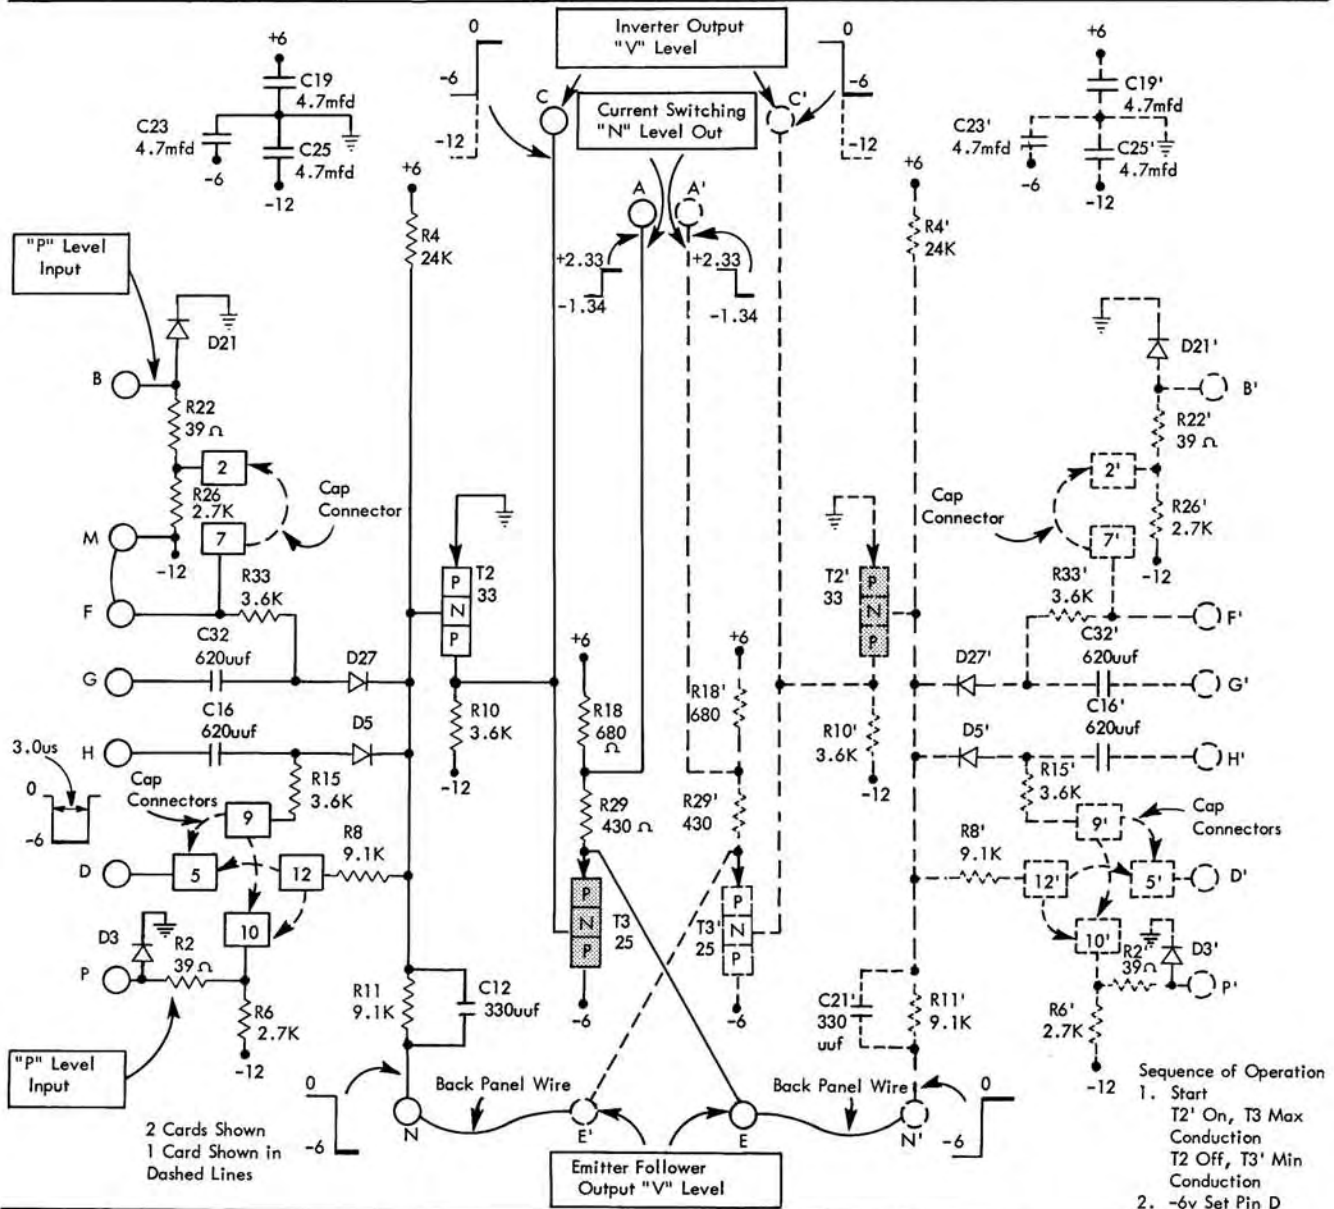 Inverter Output
"V" Level
Current Switching
"N" Level Out
0
-6
-12
C
C'
0
-6
-12
+6
C19
4.7mfd
C23
4.7mfd
-6
C25
4.7mfd
-12
+6
C19'
4.7mfd
C23'
4.7mfd
-6
C25'
4.7mfd
-12
A
A'
+2.33
-1.34
+2.33
-1.34
+6
R4
24K
+6
R4'
24K
"P" Level
Input
D21
B
R22
39Ω
2
R26
2.7K
M
7
-12
Cap
Connector
F
R33
3.6K
C32
620uuf
G
D27
C16
620uuf
H
D5
3.0us
0
-6
Cap
Connectors
R15
3.6K
9
R8
9.1K
D
5
12
10
D3
R2
39Ω
P
R6
2.7K
-12
"P" Level
Input
T2
33
P
N
P
R10
3.6K
-12
+6
R18
680
Ω
R29
430 Ω
P
N
P
T3
25
-6
+6
R18'
680
R29'
430
P
N
P
T3'
25
-6
T2'
33
P
N
P
R10'
3.6K
-12
D21'
B'
R22'
39 Ω
2'
R26'
2.7K
7'
-12
Cap
Connector
R33'
3.6K
F'
C32'
620uuf
D27'
G'
C16'
620uuf
D5'
H'
R15'
3.6K
9'
Cap
Connectors
R8'
9.1K
12'
5'
D'
10'
D3'
R2'
39Ω
P'
R6'
2.7K
-12
R11
9.1K
C12
330uuf
C21'
330
uuf
R11'
9.1K
0
-6
N
Back Panel Wire
E'
E
Back Panel Wire
N'
0
-6
2 Cards Shown
1 Card Shown in
Dashed Lines
Emitter Follower
Output "V" Level
Sequence of Operation
1. Start
T2' On, T3 Max
Conduction
T2 Off, T3' Min
Conduction
2. -6v Set Pin D